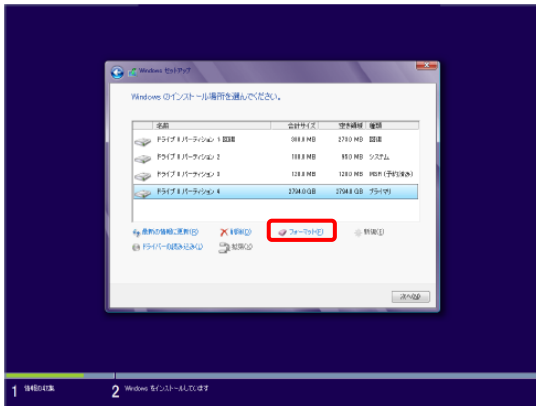 Windows セットアップ
Windows のインストール場所を選んでください。
名前 合計サイズ 空き領域 種類
ドライブ 0 パーティション 1: 回復 300.0 MB 278.0 MB 回復
ドライブ 0 パーティション 2 100.0 MB 95.0 MB システム
ドライブ 0 パーティション 3 128.0 MB 128.0 MB MSR (予約済み)
ドライブ 0 パーティション 4 2794.0 GB 2794.0 GB プライマリ
最新の情報に更新(R) 削除(D) フォーマット(F) 新規(E)
ドライバーの読み込み(L) 拡張(X)
次へ(N)
1 情報の収集 2 Windows をインストールしています